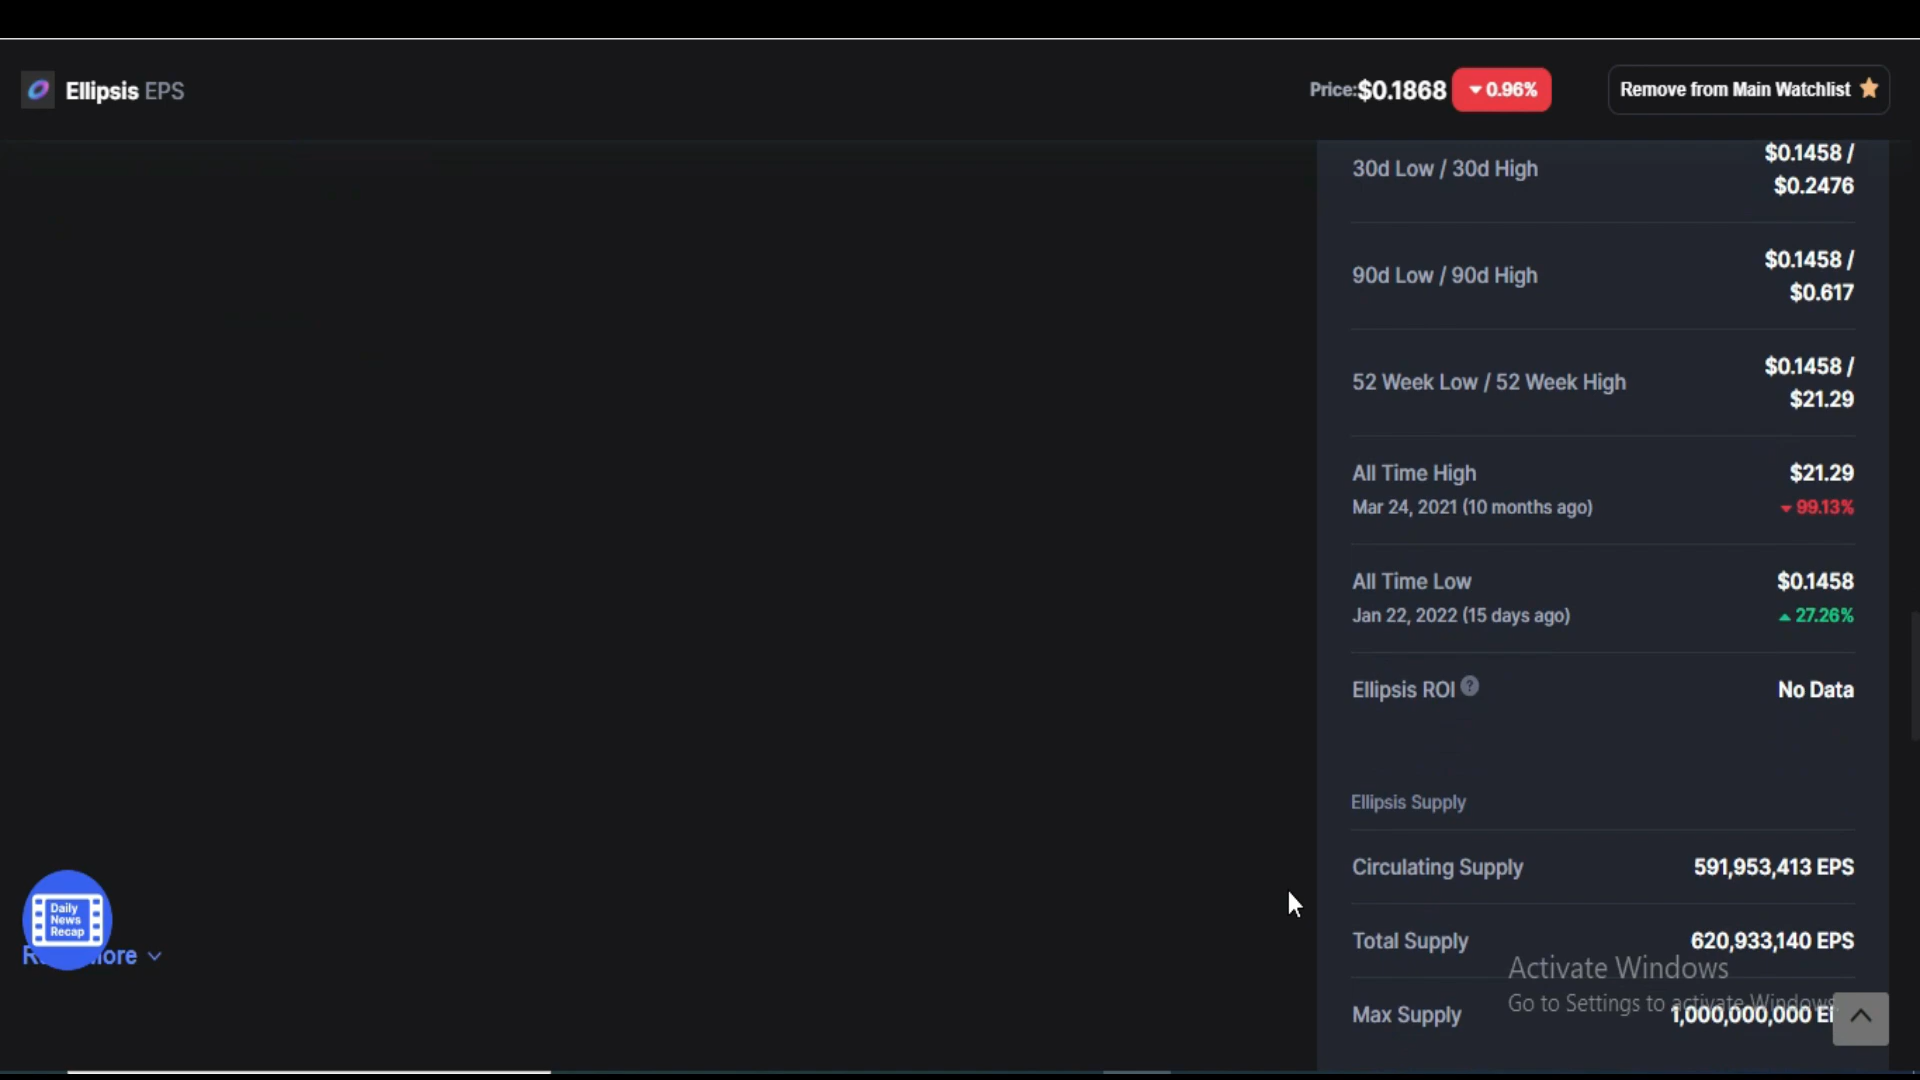 Ellipsis EPS
Price:$0.1868 0.96%
Remove from Main Watchlist
30d Low / 30d High
$0.1458 /
$0.2476
90d Low / 90d High
$0.1458 /
$0.617
52 Week Low / 52 Week High
$0.1458 /
$21.29
All Time High
$21.29
Mar 24, 2021 (10 months ago)
99.13%
All Time Low
$0.1458
Jan 22, 2022 (15 days ago)
27.26%
Ellipsis ROI ?
No Data
Ellipsis Supply
Circulating Supply
591,953,413 EPS
Total Supply
620,933,140 EPS
Max Supply
1,000,000,000
Activate Windows
Go to Settings to activate Windows.
Daily
News
Recap